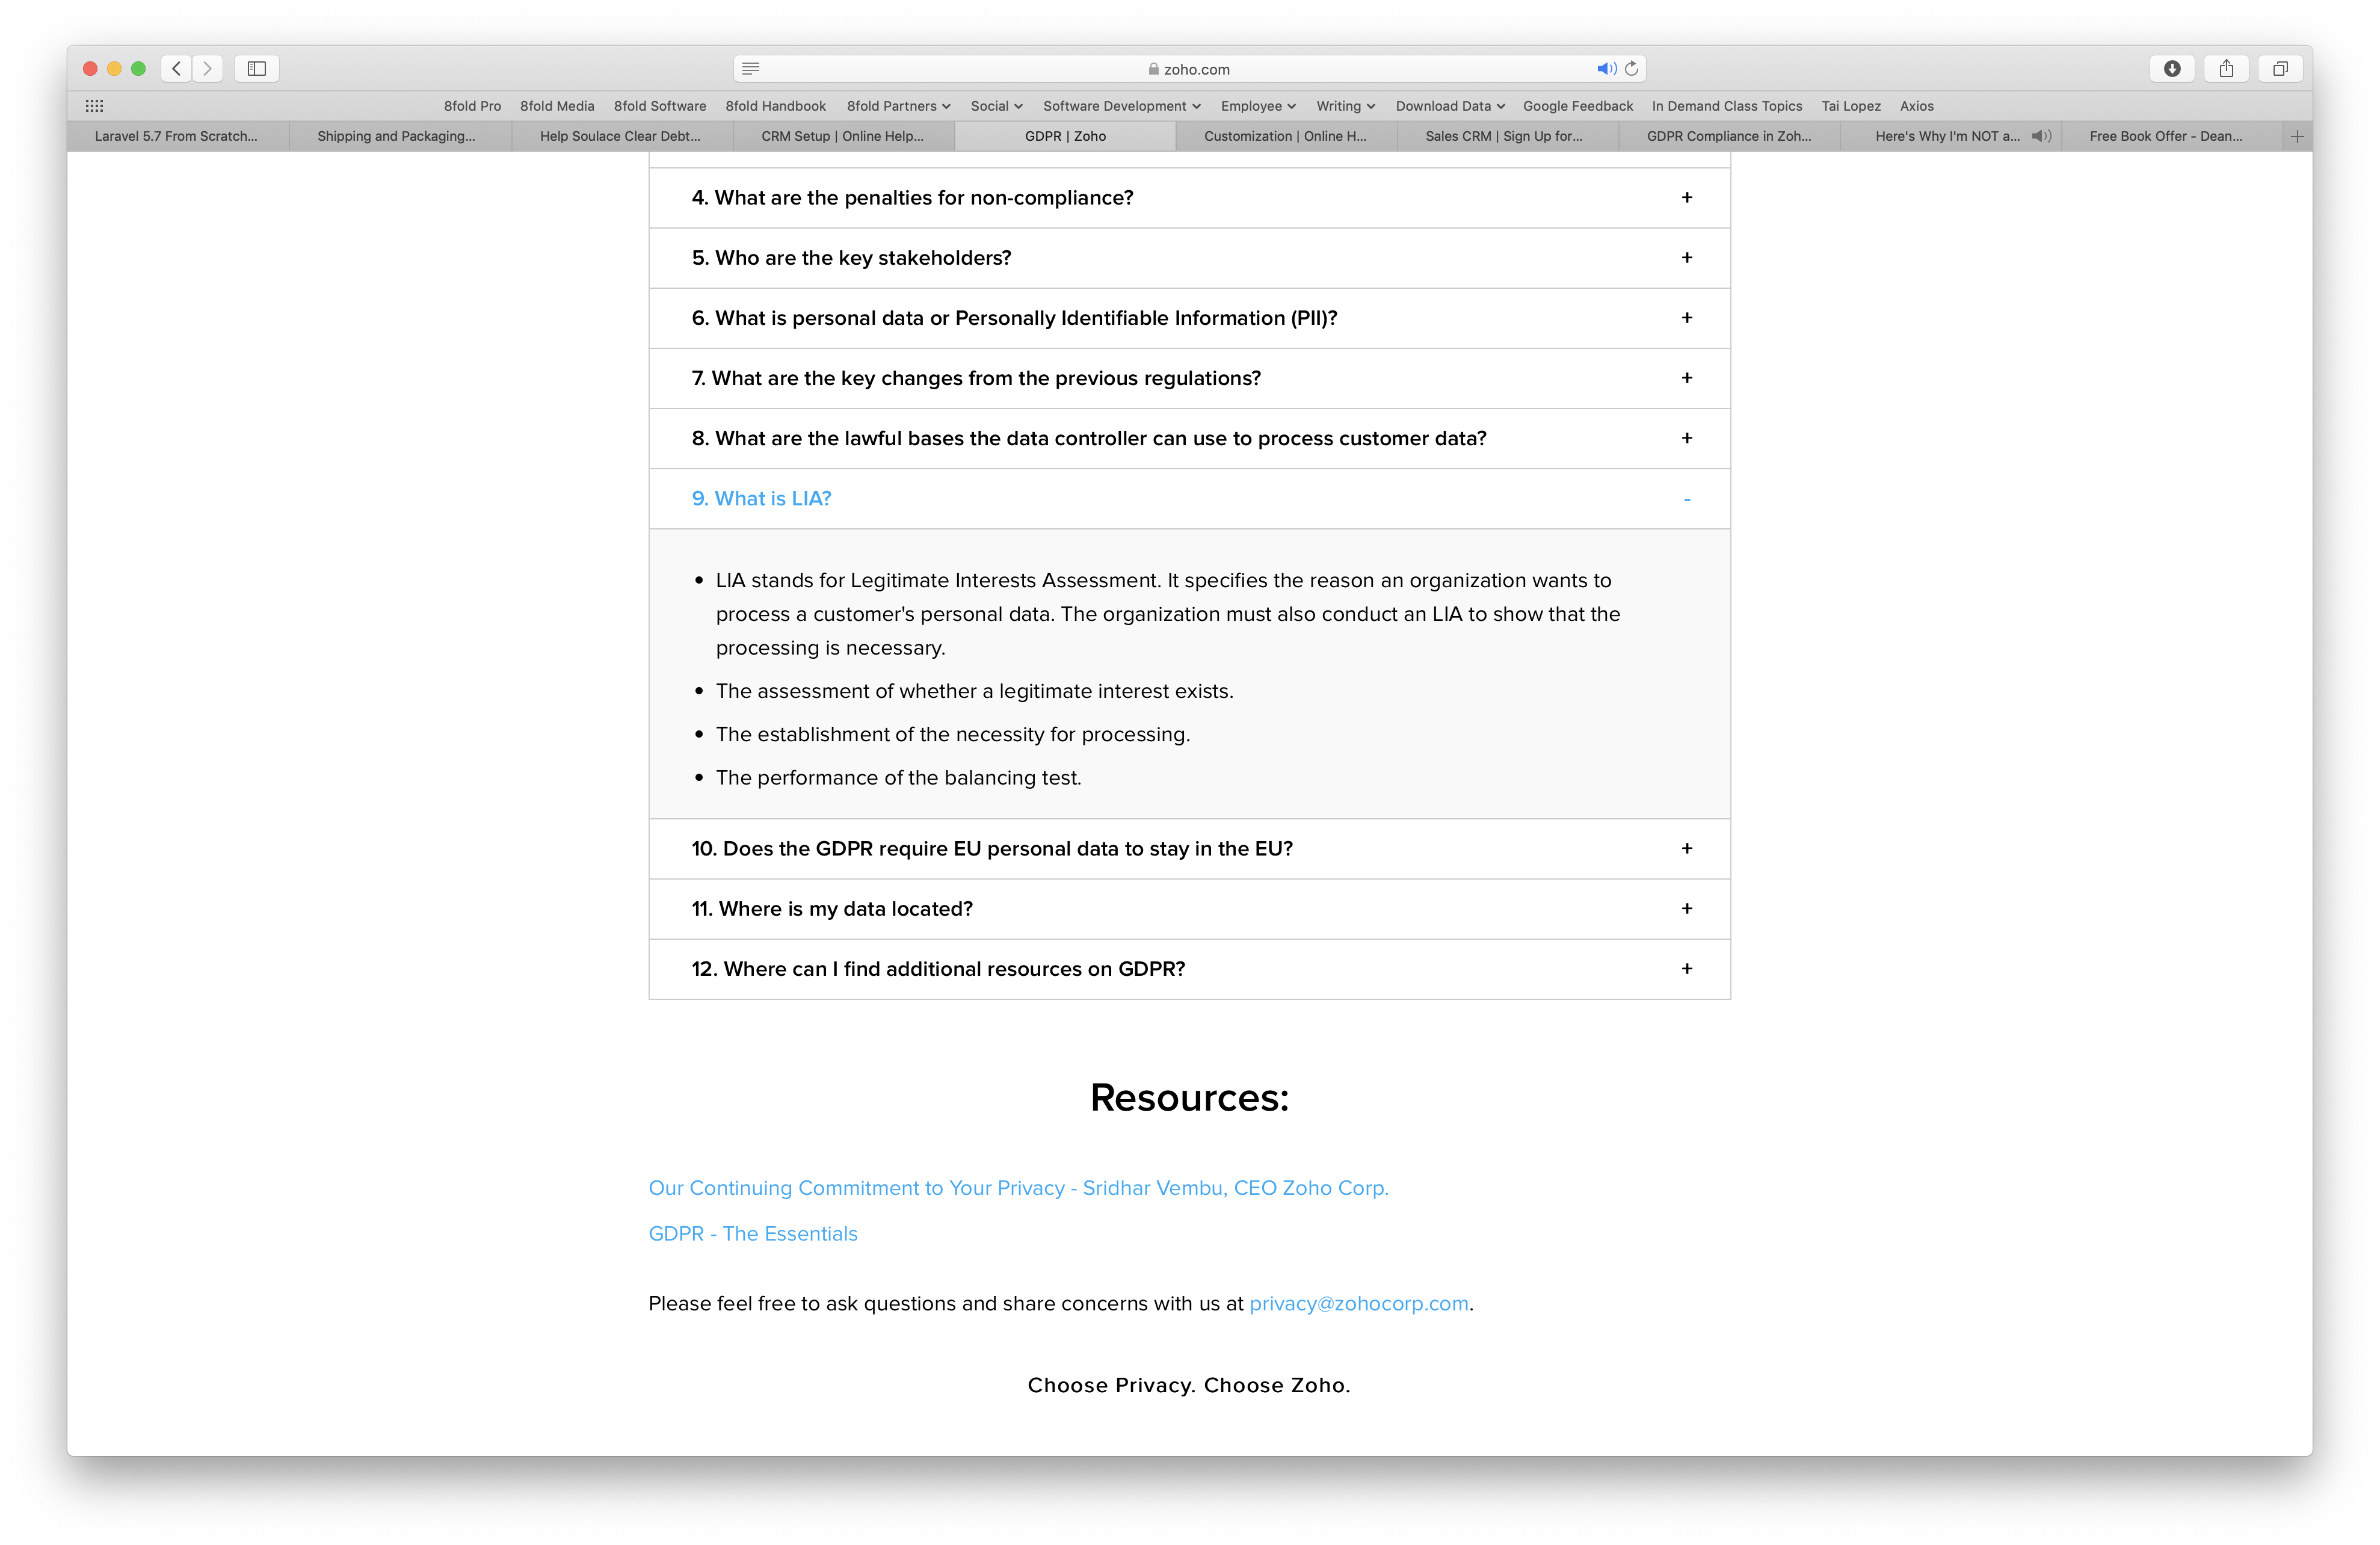 zoho.com
8fold Pro 8fold Media 8fold Software 8fold Handbook 8fold Partners Social Software Development Employee Writing Download Data Google Feedback In Demand Class Topics Tai Lopez Axios
Laravel 5.7 From Scratch... Shipping and Packaging... Help Soulace Clear Debt... CRM Setup | Online Help... GDPR | Zoho Customization | Online H... Sales CRM | Sign Up for... GDPR Compliance in Zoh... Here's Why I'm NOT a... Free Book Offer - Dean... +
4. What are the penalties for non-compliance? +
5. Who are the key stakeholders? +
6. What is personal data or Personally Identifiable Information (PII)? +
7. What are the key changes from the previous regulations? +
8. What are the lawful bases the data controller can use to process customer data? +
9. What is LIA? -
• LIA stands for Legitimate Interests Assessment. It specifies the reason an organization wants to
process a customer's personal data. The organization must also conduct an LIA to show that the
processing is necessary.
• The assessment of whether a legitimate interest exists.
• The establishment of the necessity for processing.
• The performance of the balancing test.
10. Does the GDPR require EU personal data to stay in the EU? +
11. Where is my data located? +
12. Where can I find additional resources on GDPR? +
Resources:
Our Continuing Commitment to Your Privacy - Sridhar Vembu, CEO Zoho Corp.
GDPR - The Essentials
Please feel free to ask questions and share concerns with us at privacy@zohocorp.com.
Choose Privacy. Choose Zoho.